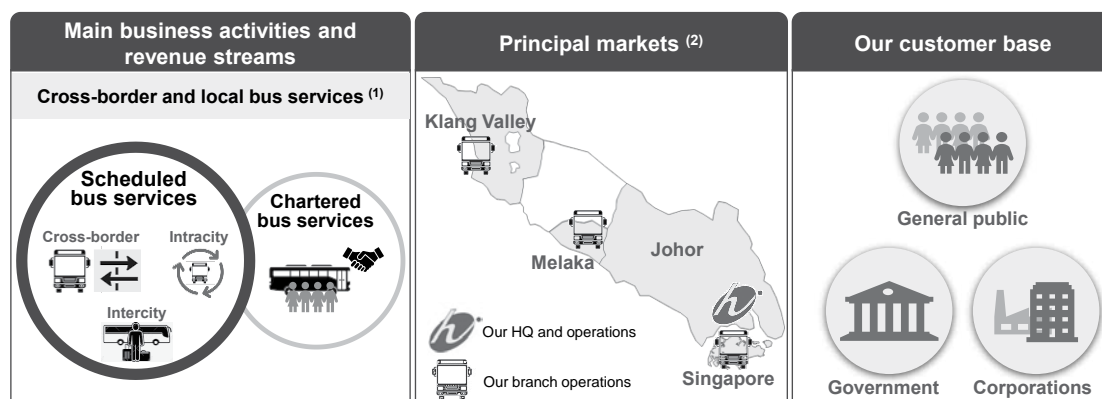 Main business activities and
revenue streams
Cross-border and local bus services (1)
Scheduled
bus services
Cross-border
Intracity
Intercity
Chartered
bus services
Principal markets (2)
Klang Valley
Melaka
Johor
Singapore
h
Our HQ and operations
Our branch operations
Our customer base
General public
Government
Corporations